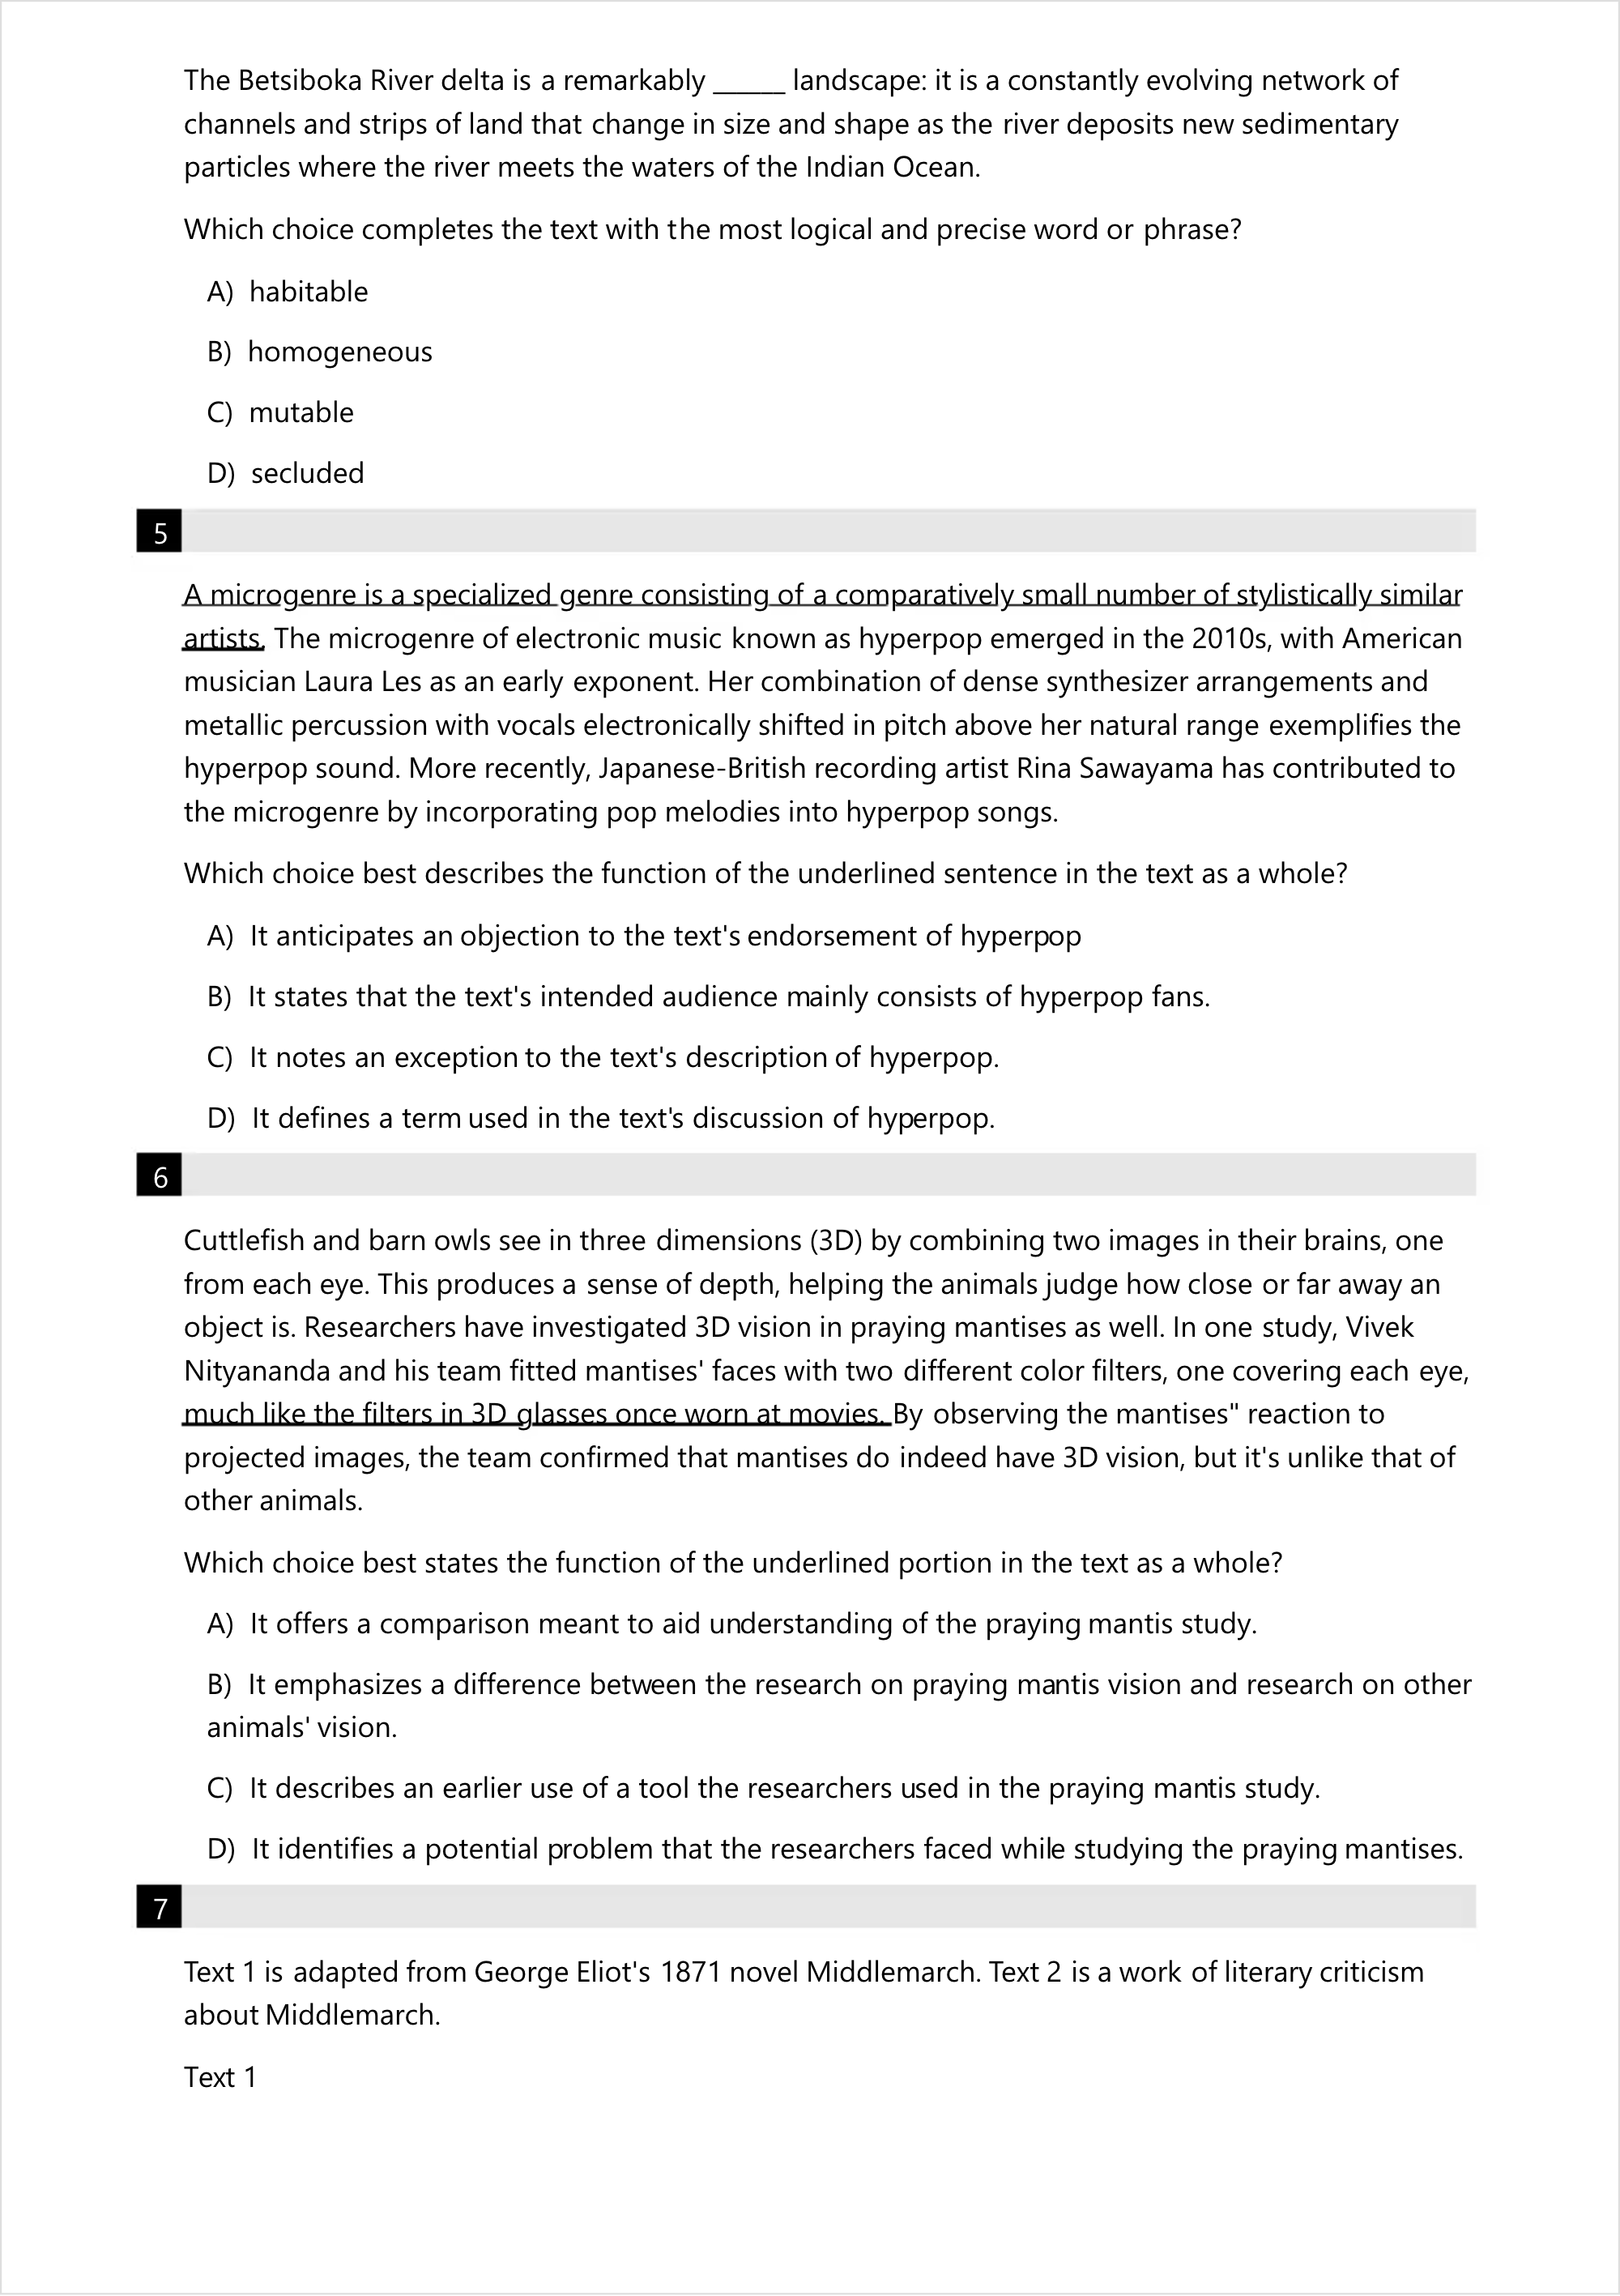 The Betsiboka River delta is a remarkably ______ landscape: it is a constantly evolving network of
channels and strips of land that change in size and shape as the river deposits new sedimentary
particles where the river meets the waters of the Indian Ocean.
Which choice completes the text with the most logical and precise word or phrase?
A) habitable
B) homogeneous
C) mutable
D) secluded
5
A microgenre is a specialized genre consisting of a comparatively small number of stylistically similar
artists. The microgenre of electronic music known as hyperpop emerged in the 2010s, with American
musician Laura Les as an early exponent. Her combination of dense synthesizer arrangements and
metallic percussion with vocals electronically shifted in pitch above her natural range exemplifies the
hyperpop sound. More recently, Japanese-British recording artist Rina Sawayama has contributed to
the microgenre by incorporating pop melodies into hyperpop songs.
Which choice best describes the function of the underlined sentence in the text as a whole?
A) It anticipates an objection to the text's endorsement of hyperpop
B) It states that the text's intended audience mainly consists of hyperpop fans.
C) It notes an exception to the text's description of hyperpop.
D) It defines a term used in the text's discussion of hyperpop.
6
Cuttlefish and barn owls see in three dimensions (3D) by combining two images in their brains, one
from each eye. This produces a sense of depth, helping the animals judge how close or far away an
object is. Researchers have investigated 3D vision in praying mantises as well. In one study, Vivek
Nityananda and his team fitted mantises' faces with two different color filters, one covering each eye,
much like the filters in 3D glasses once worn at movies. By observing the mantises" reaction to
projected images, the team confirmed that mantises do indeed have 3D vision, but it's unlike that of
other animals.
Which choice best states the function of the underlined portion in the text as a whole?
A) It offers a comparison meant to aid understanding of the praying mantis study.
B) It emphasizes a difference between the research on praying mantis vision and research on other
animals' vision.
C) It describes an earlier use of a tool the researchers used in the praying mantis study.
D) It identifies a potential problem that the researchers faced while studying the praying mantises.
7
Text 1 is adapted from George Eliot's 1871 novel Middlemarch. Text 2 is a work of literary criticism
about Middlemarch.
Text 1